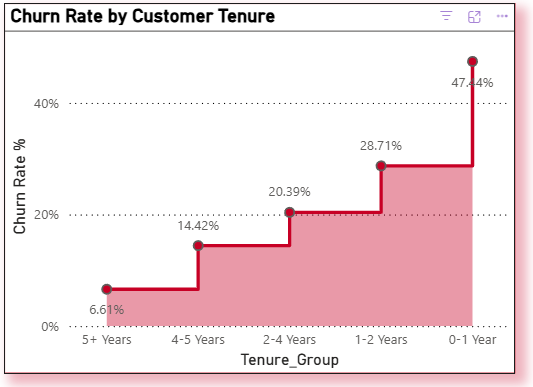 Churn Rate by Customer Tenure
47.44%
40%
28.71%
20.39%
20%
14.42%
6.61%
0%
Churn Rate %
5+ Years 4-5 Years 2-4 Years 1-2 Years 0-1 Year
Tenure_Group